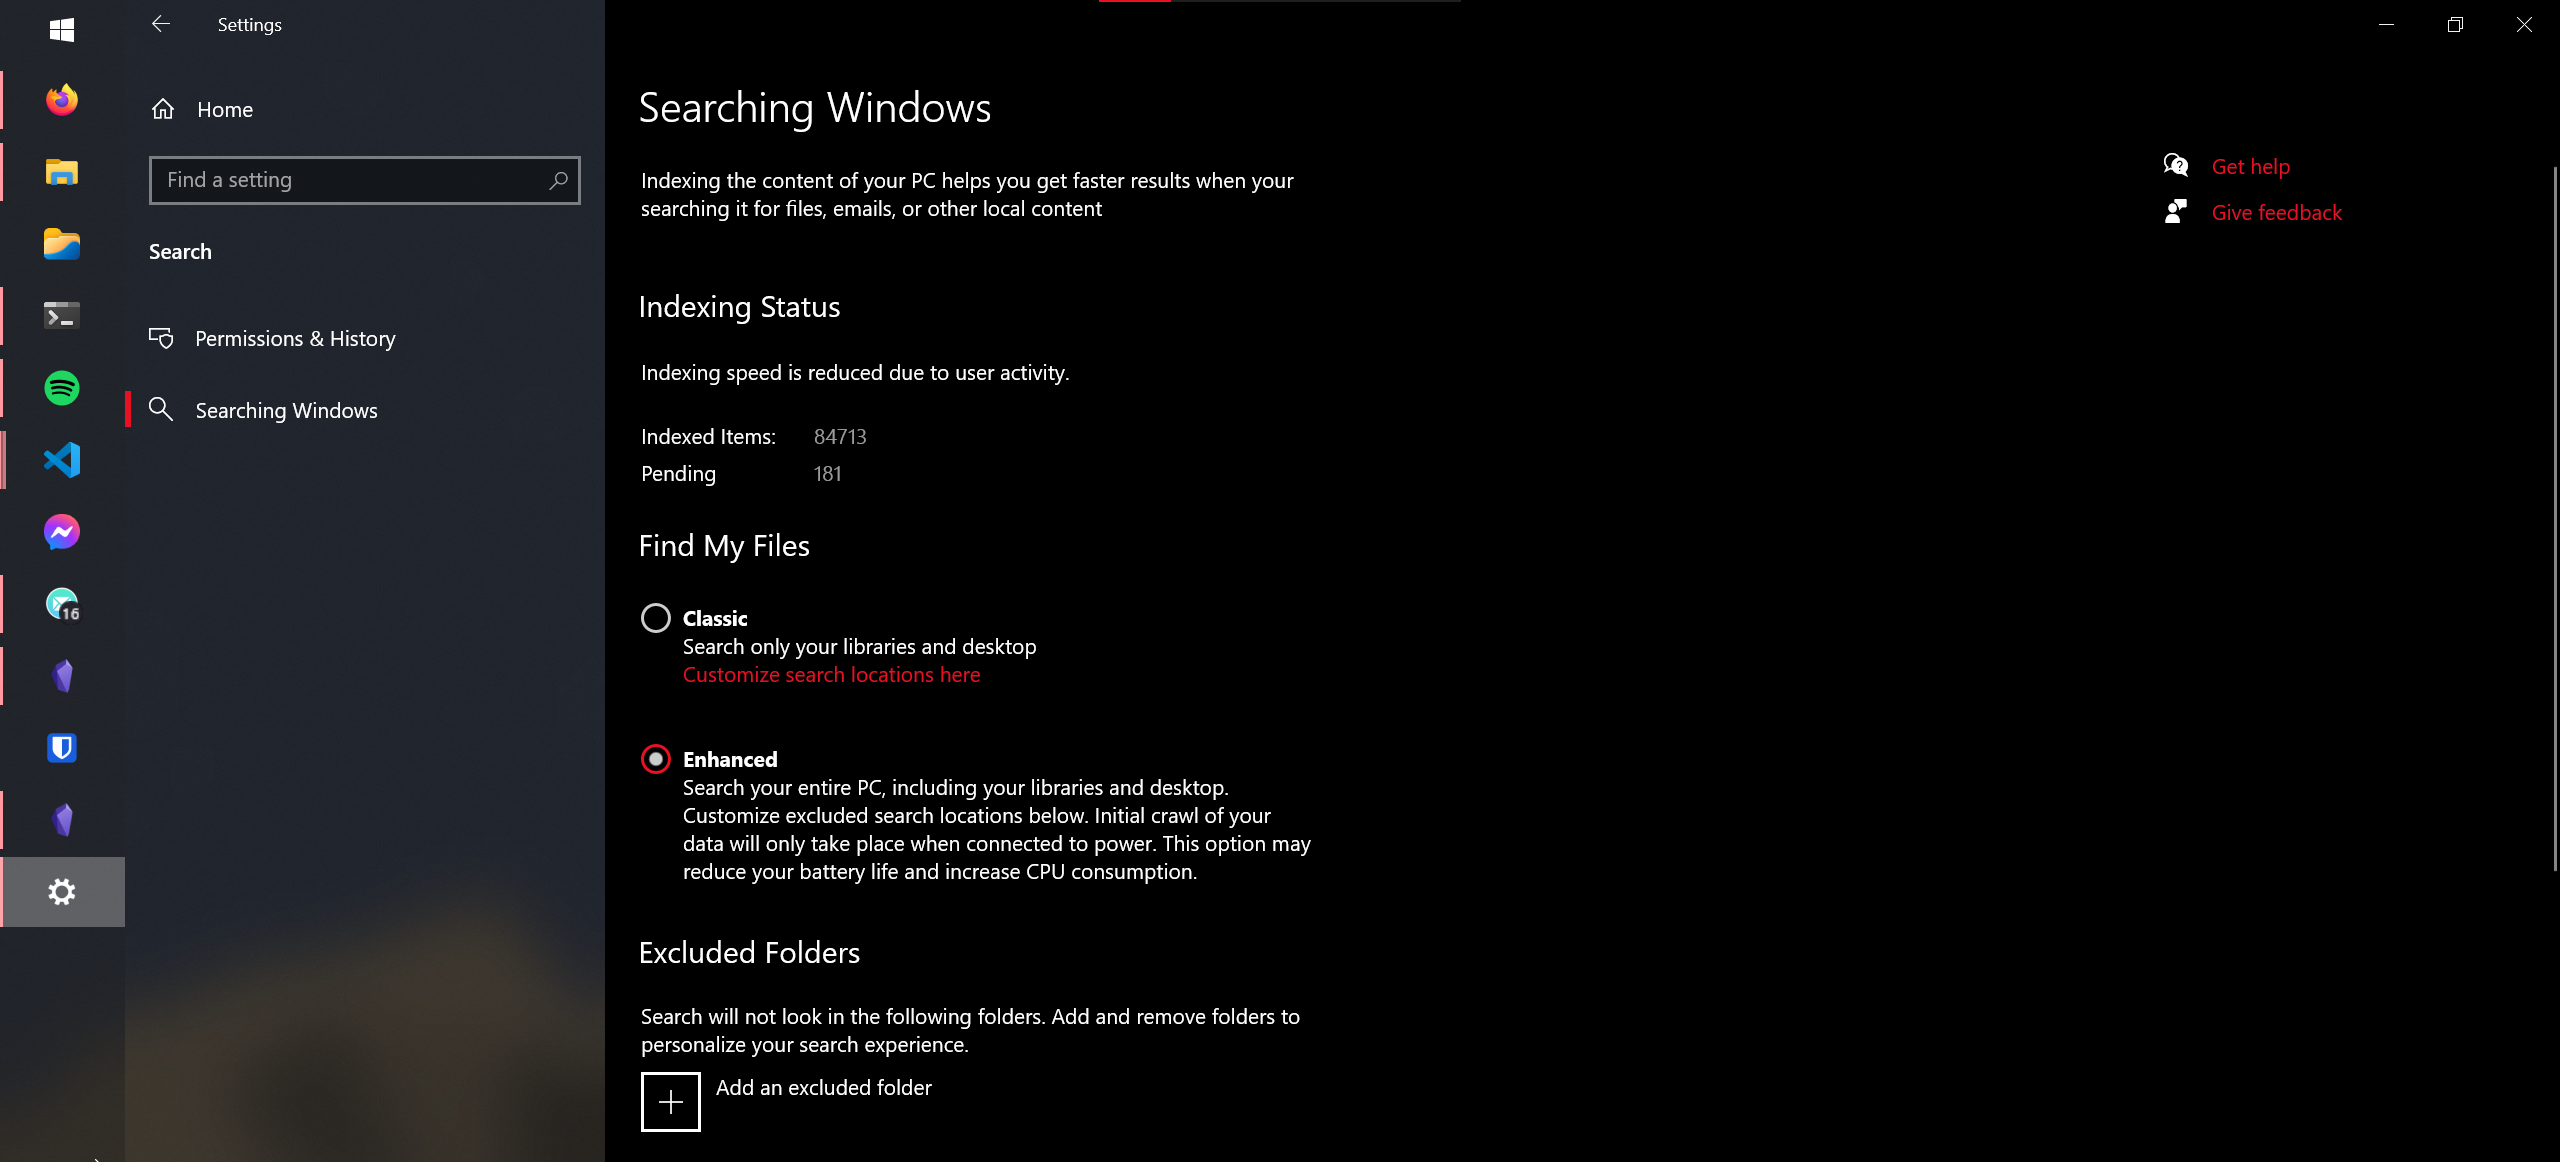 Settings
Home
Find a setting
Search
Permissions & History
Searching Windows
16
Searching Windows
Indexing the content of your PC helps you get faster results when your
searching it for files, emails, or other local content
Get help
Give feedback
Indexing Status
Indexing speed is reduced due to user activity.
Indexed Items: 84713
Pending 181
Find My Files
Classic
Search only your libraries and desktop
Customize search locations here
Enhanced
Search your entire PC, including your libraries and desktop.
Customize excluded search locations below. Initial crawl of your
data will only take place when connected to power. This option may
reduce your battery life and increase CPU consumption.
Excluded Folders
Search will not look in the following folders. Add and remove folders to
personalize your search experience.
Add an excluded folder